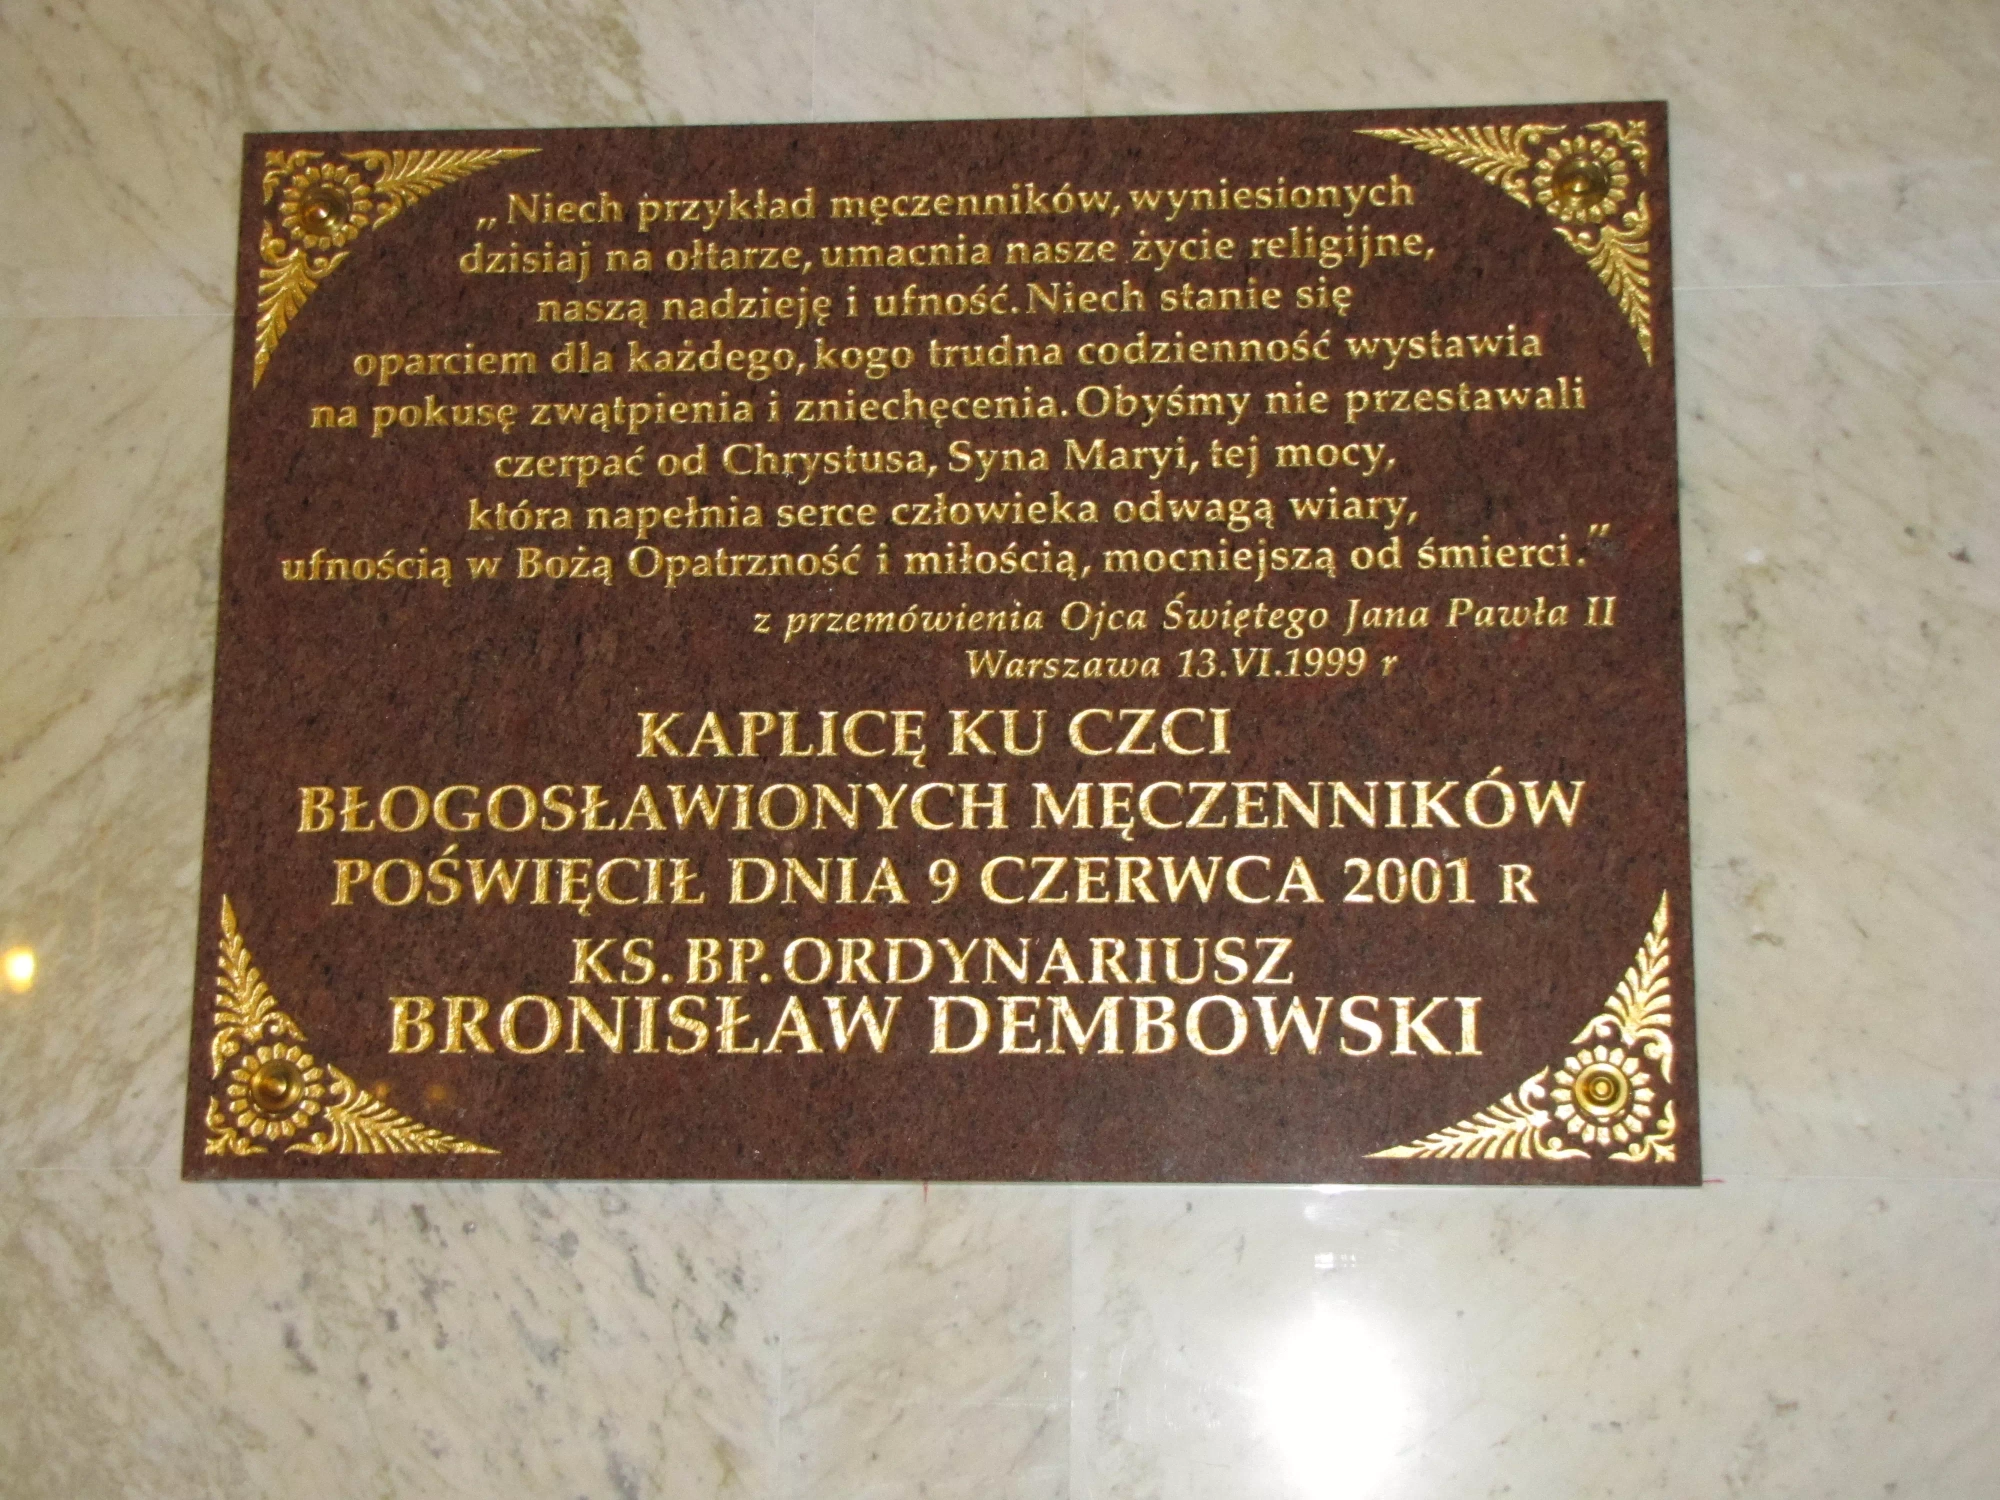 „Niech przykład męczenników, wyniesionych
dzisiaj na ołtarze, umacnia nasze życie religijne,
naszą nadzieję i ufność. Niech stanie się
oparciem dla każdego, kogo trudna codzienność wystawia
na pokusę zwątpienia i zniechęcenia. Obyśmy nie przestawali
czerpać od Chrystusa, Syna Maryi, tej mocy,
która napełnia serce człowieka odwagą wiary,
ufnością w Bożą Opatrzność i miłością, mocniejszą od śmierci.”
z przemówienia Ojca Świętego Jana Pawła II
Warszawa 13.VI.1999 r
KAPLICĘ KU CZCI
BŁOGOSŁAWIONYCH MĘCZENNIKÓW
POŚWIĘCIŁ DNIA 9 CZERWCA 2001 R
KS. BP. ORDYNARIUSZ
BRONISŁAW DEMBOWSKI